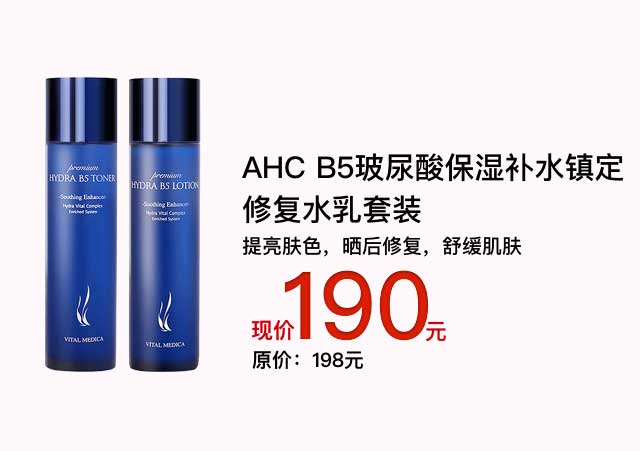 premium
HYDRA B5 TONER
-Soothing Enhancer-
Hydra Vital Complex
Enriched System
VITAL MEDICA
premium
HYDRA B5 LOTION
-Soothing Enhancer-
Hydra Vital Complex
Enriched System
VITAL MEDICA
AHC B5玻尿酸保湿补水镇定
修复水乳套装
提亮肤色，晒后修复，舒缓肌肤
现价190元
原价：198元